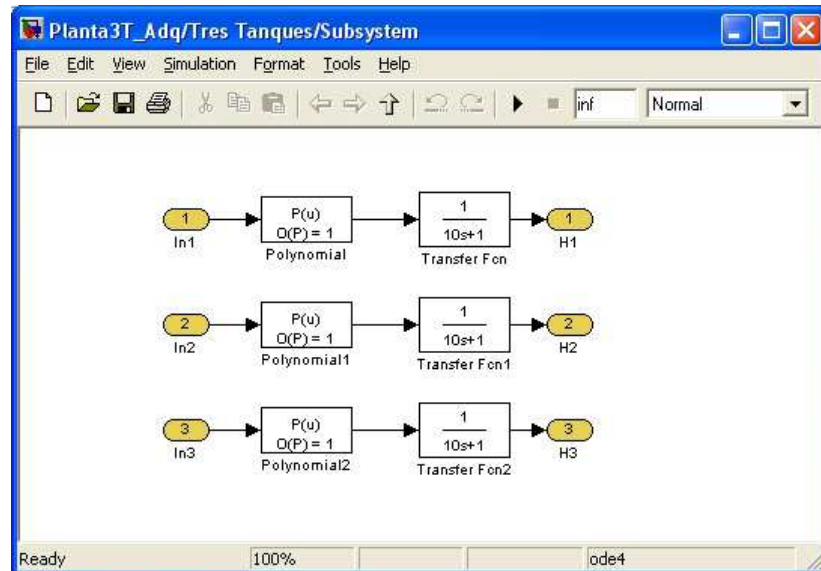 Planta3T_Adq/Tres Tanques/Subsystem
File Edit View Simulation Format Tools Help
inf Normal
1 P(u) O(P) = 1 1 10s+1 1
In1 Polynomial Transfer Fcn H1
2 P(u) O(P) = 1 1 10s+1 2
In2 Polynomial1 Transfer Fcn1 H2
3 P(u) O(P) = 1 1 10s+1 3
In3 Polynomial2 Transfer Fcn2 H3
Ready 100% ode4